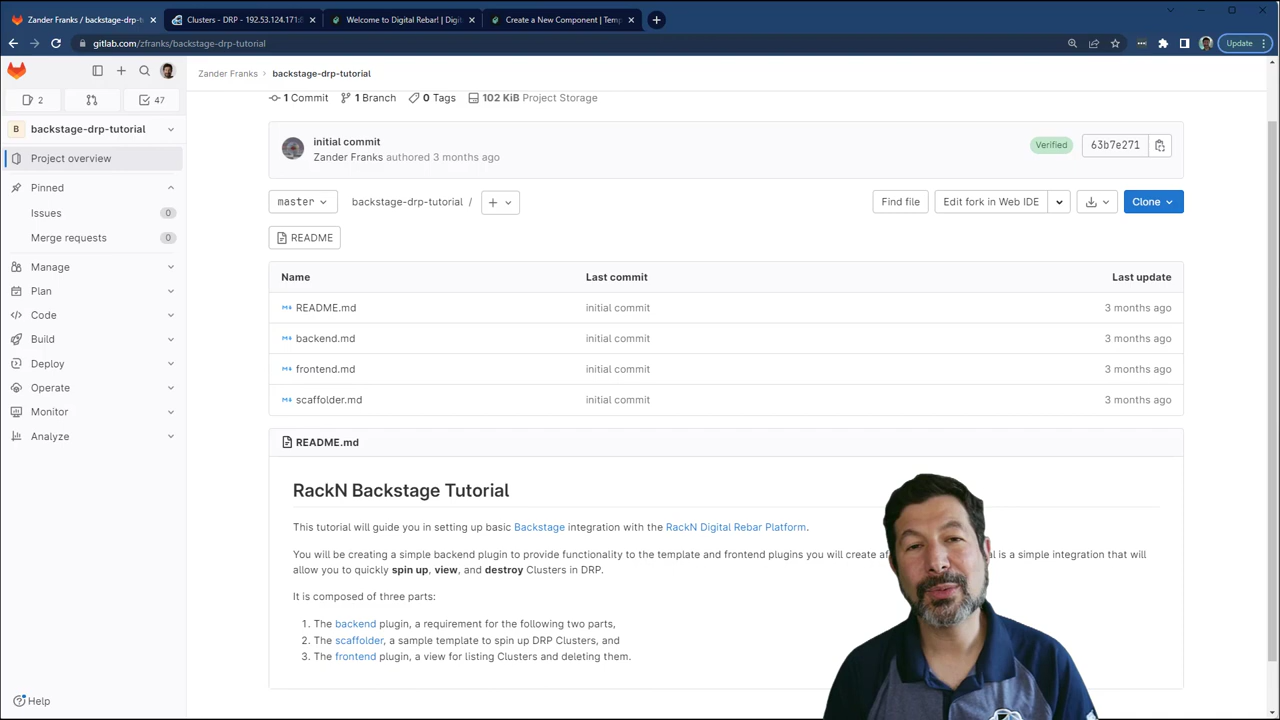 Zander Franks / backstage-drp-t
Clusters - DRP - 192.53.124.171:8
Welcome to Digital Rebar! | Digit
Create a New Component | Temp
Update
gitlab.com/zfranks/backstage-drp-tutorial
2
47
B backstage-drp-tutorial
Project overview
Pinned
Issues 0
Merge requests 0
Manage
Plan
Code
Build
Deploy
Operate
Monitor
Analyze
Help
Zander Franks › backstage-drp-tutorial
1 Commit 1 Branch 0 Tags 102 KiB Project Storage
initial commit
Zander Franks authored 3 months ago
Verified
63b7e271
master
backstage-drp-tutorial /
Find file
Edit fork in Web IDE
Clone
README
Name Last commit Last update
README.md initial commit 3 months ago
backend.md initial commit 3 months ago
frontend.md initial commit 3 months ago
scaffolder.md initial commit 3 months ago
README.md
RackN Backstage Tutorial
This tutorial will guide you in setting up basic Backstage integration with the RackN Digital Rebar Platform.
You will be creating a simple backend plugin to provide functionality to the template and frontend plugins you will create af al is a simple integration that will
allow you to quickly spin up, view, and destroy Clusters in DRP.
It is composed of three parts:
1. The backend plugin, a requirement for the following two parts,
2. The scaffolder, a sample template to spin up DRP Clusters, and
3. The frontend plugin, a view for listing Clusters and deleting them.